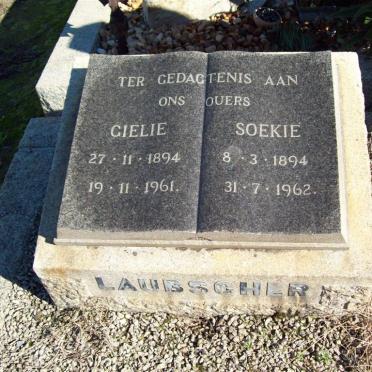 TER GEDAGTENIS AAN
ONS OUERS
GIELIE
27-11-1894
19-11-1961.
SOEKIE
8-3-1894
31-7-1962.
LAUBSCHER